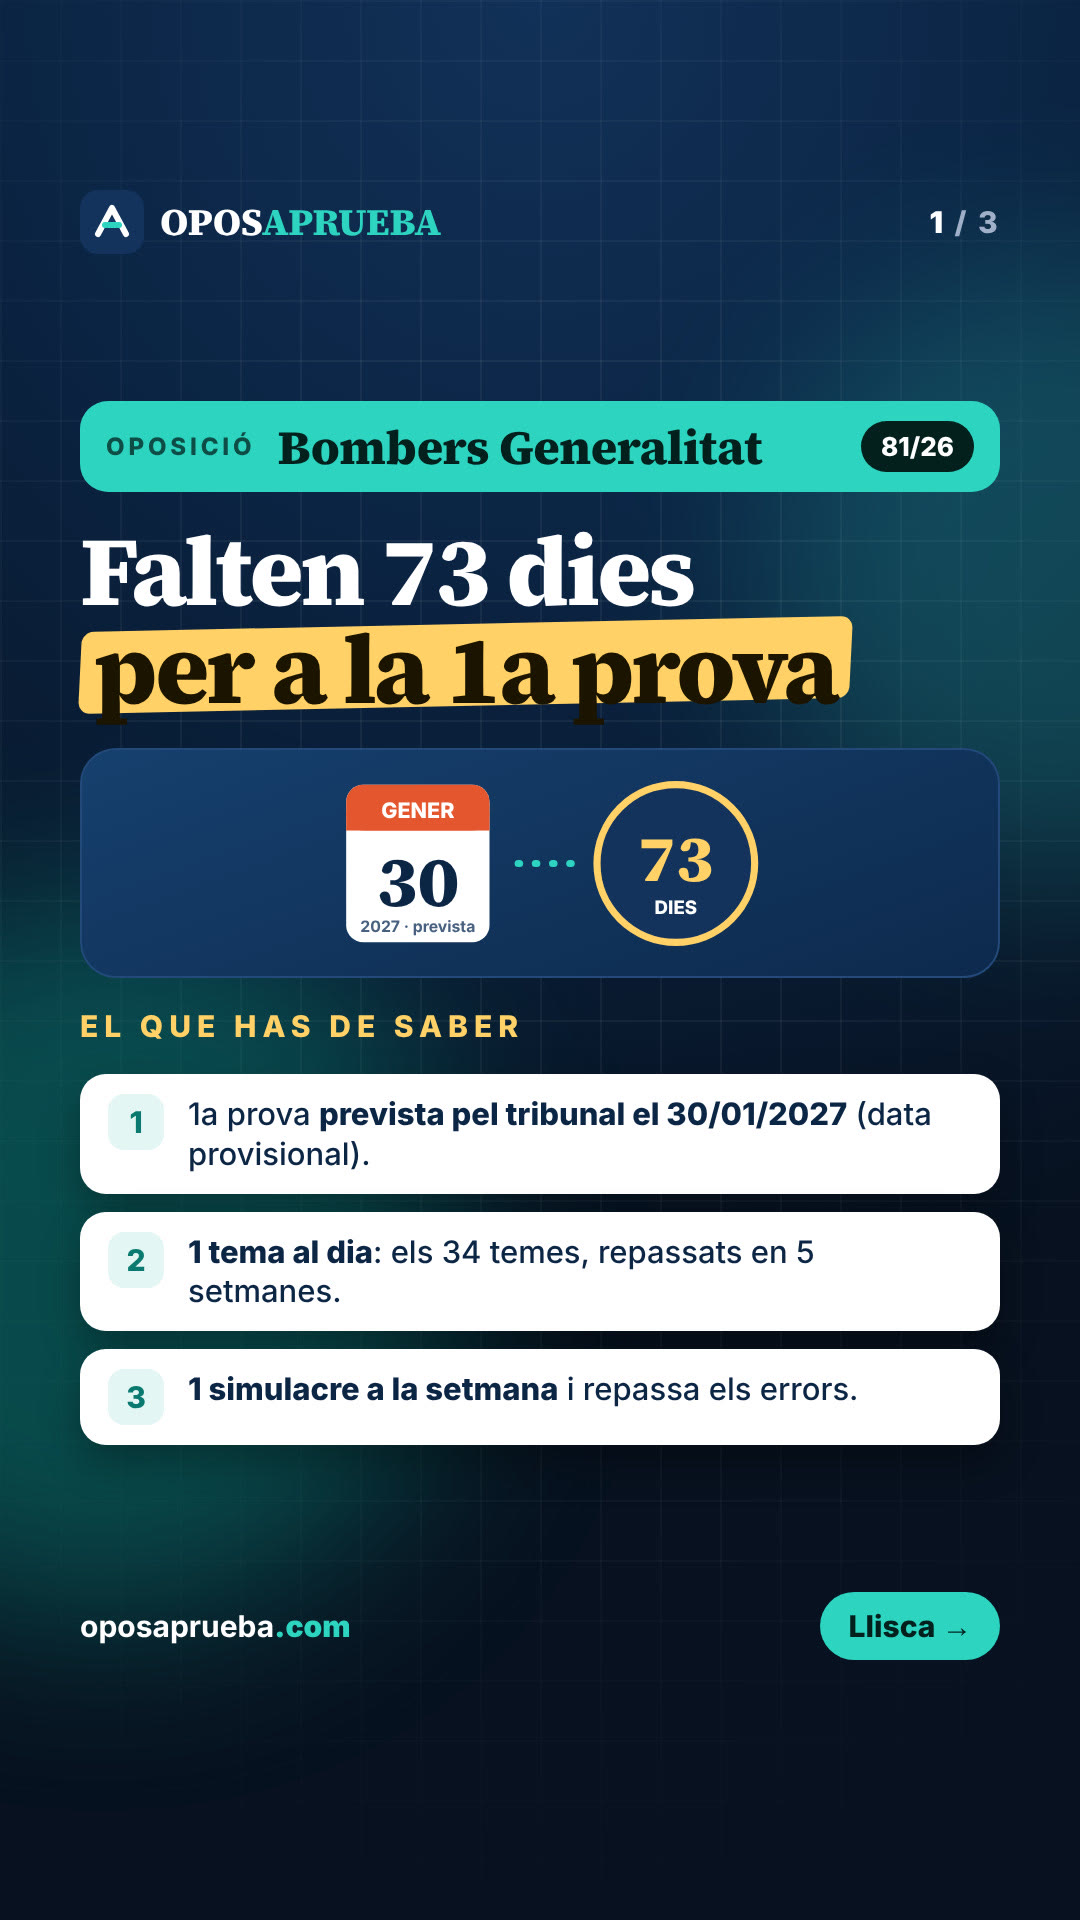 OPOSAPRUEBA
1 / 3
OPOSICIÓ Bombers Generalitat 81/26
Falten 73 dies
per a la 1a prova
GENER
30
2027 · prevista
73
DIES
EL QUE HAS DE SABER
1
1a prova prevista pel tribunal el 30/01/2027 (data
provisional).
2
1 tema al dia: els 34 temes, repassats en 5
setmanes.
3
1 simulacre a la setmana i repassa els errors.
oposaprueba.com
Llisca →